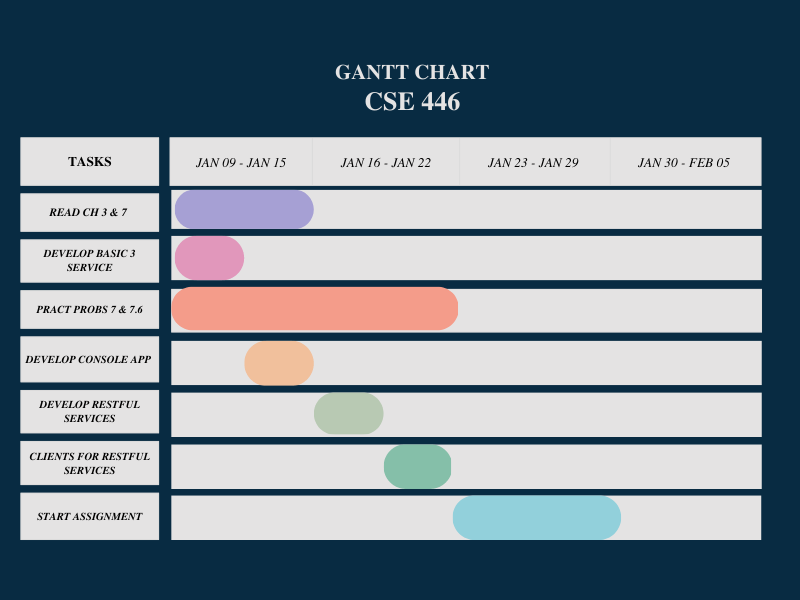 GANTT CHART
CSE 446
TASKS
JAN 09 - JAN 15
JAN 16 - JAN 22
JAN 23 - JAN 29
JAN 30 - FEB 05
READ CH 3 & 7
DEVELOP BASIC 3
SERVICE
PRACT PROBS 7 & 7.6
DEVELOP CONSOLE APP
DEVELOP RESTFUL
SERVICES
CLIENTS FOR RESTFUL
SERVICES
START ASSIGNMENT